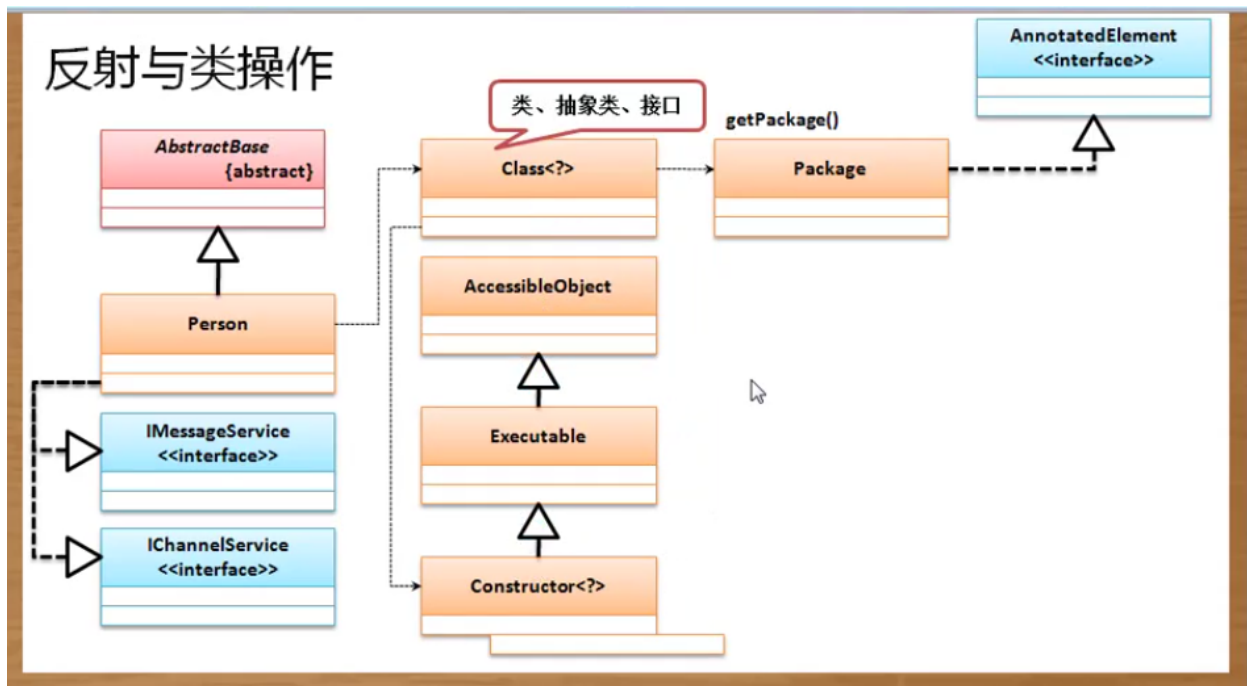 反射与类操作
AnnotatedElement
<<interface>>
类、抽象类、接口
getPackage()
AbstractBase
{abstract}
Class<?>
Package
AccessibleObject
Person
IMessageService
<<interface>>
Executable
IChannelService
<<interface>>
Constructor<?>